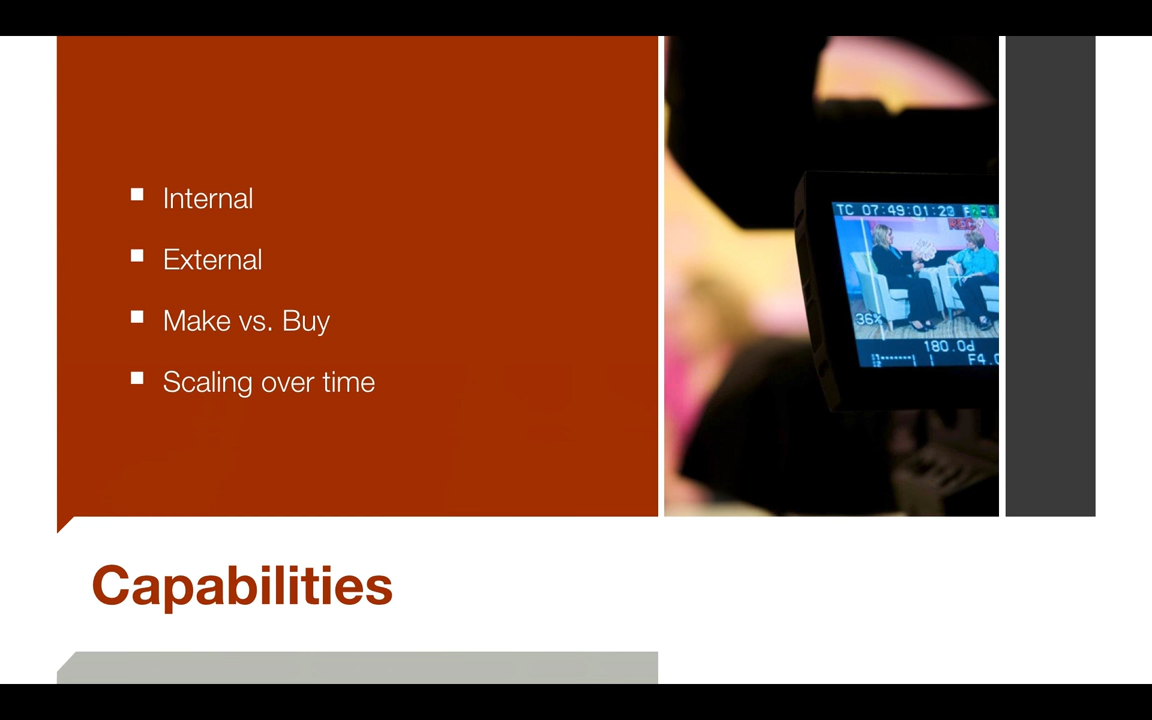 Internal
External
Make vs. Buy
Scaling over time
TC 07:49:01:23
36%
180.0d
F4.0
Capabilities